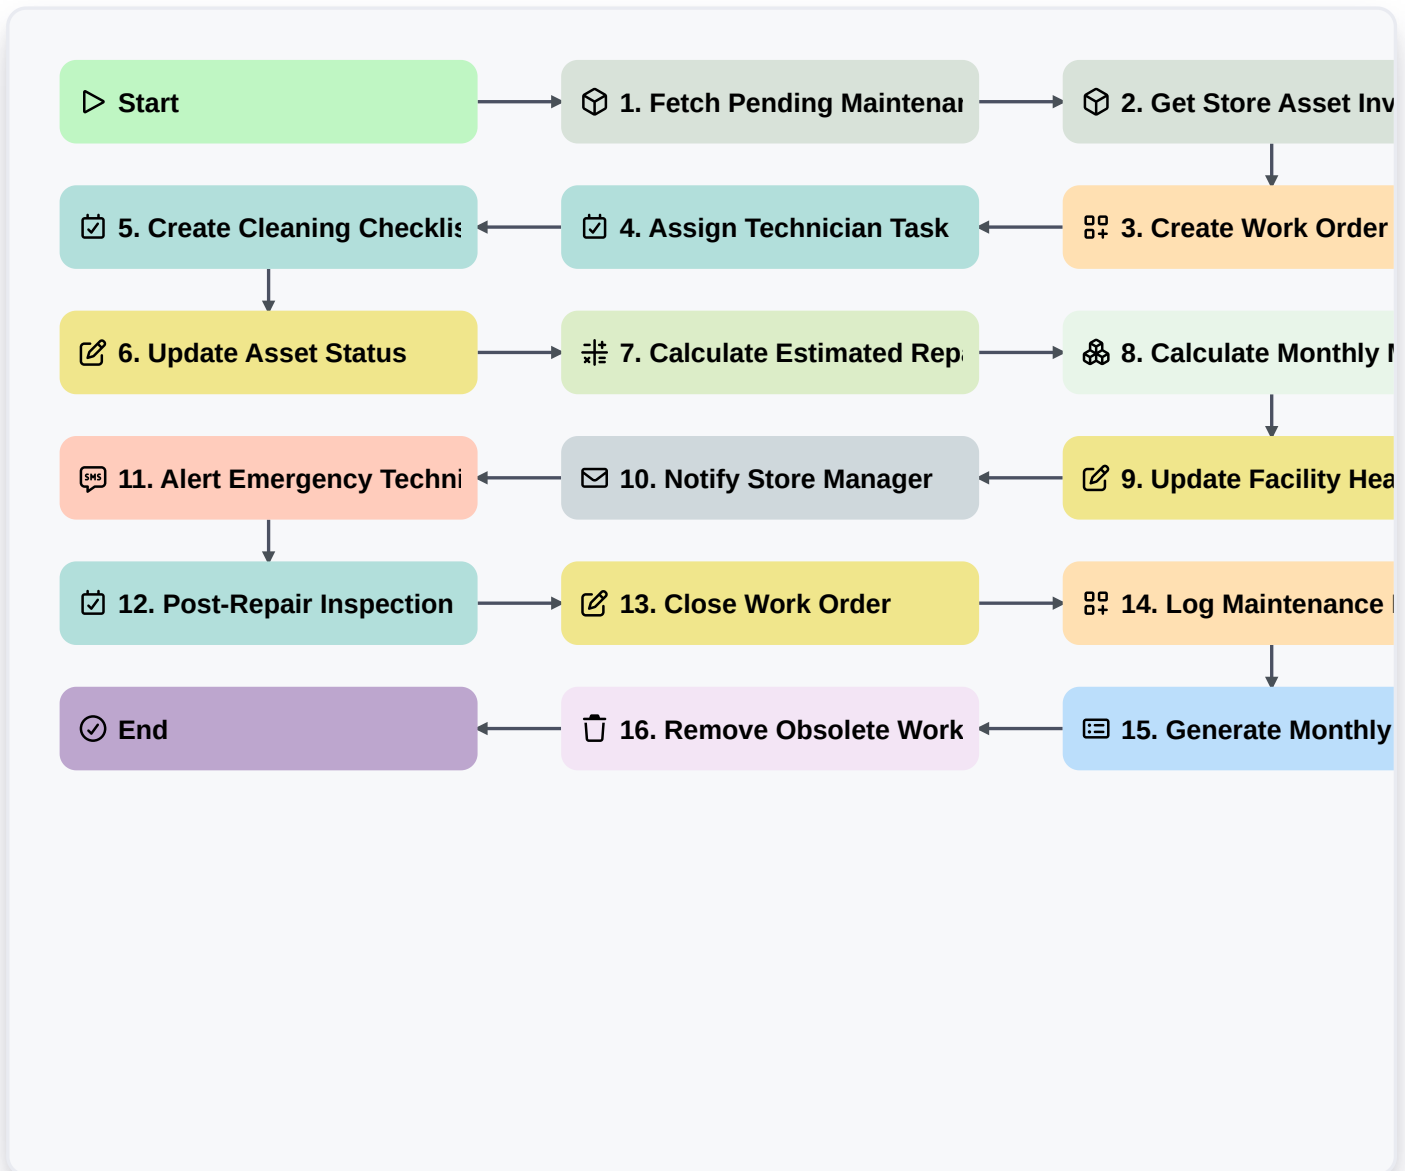 Start
1. Fetch Pending Maintenan
2. Get Store Asset Inv
5. Create Cleaning Checklis
4. Assign Technician Task
3. Create Work Order
6. Update Asset Status
7. Calculate Estimated Repa
8. Calculate Monthly
11. Alert Emergency Techni
SMS
10. Notify Store Manager
9. Update Facility Hea
12. Post-Repair Inspection
13. Close Work Order
14. Log Maintenance
End
16. Remove Obsolete Work
15. Generate Monthly